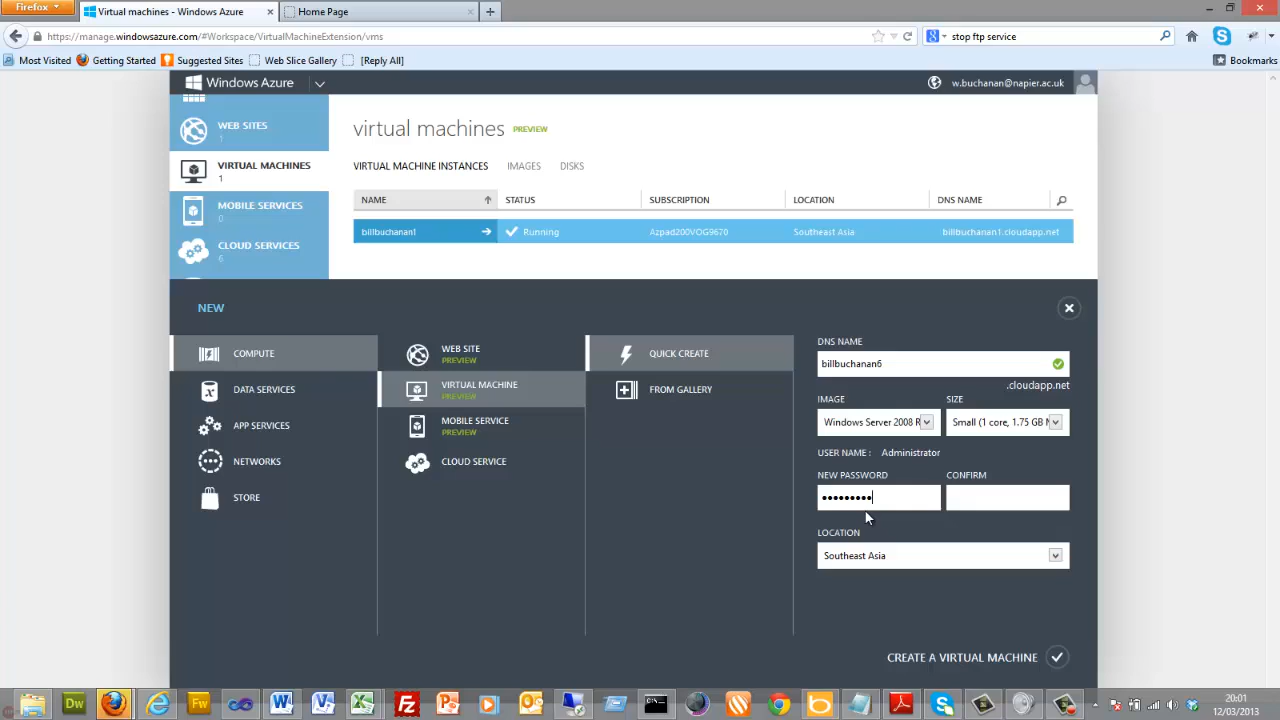 Firefox
Virtual machines - Windows Azure
Home Page
https://manage.windowsazure.com/#Workspace/VirtualMachineExtension/vms
stop ftp service
Most Visited
Getting Started
Suggested Sites
Web Slice Gallery
[Reply All]
Bookmarks
Windows Azure
w.buchanan@napier.ac.uk
WEB SITES
1
VIRTUAL MACHINES
1
MOBILE SERVICES
0
CLOUD SERVICES
6
virtual machines PREVIEW
VIRTUAL MACHINE INSTANCES IMAGES DISKS
NAME STATUS SUBSCRIPTION LOCATION DNS NAME
billbuchanan1 Running Azpad200VOG9670 Southeast Asia billbuchanan1.cloudapp.net
NEW
COMPUTE
DATA SERVICES
APP SERVICES
NETWORKS
STORE
WEB SITE
PREVIEW
VIRTUAL MACHINE
PREVIEW
MOBILE SERVICE
PREVIEW
CLOUD SERVICE
QUICK CREATE
FROM GALLERY
DNS NAME
billbuchanan6
.cloudapp.net
IMAGE SIZE
Windows Server 2008 R Small (1 core, 1.75 GB
USER NAME : Administrator
NEW PASSWORD CONFIRM
•••••••••
LOCATION
Southeast Asia
CREATE A VIRTUAL MACHINE
20:01
12/03/2013